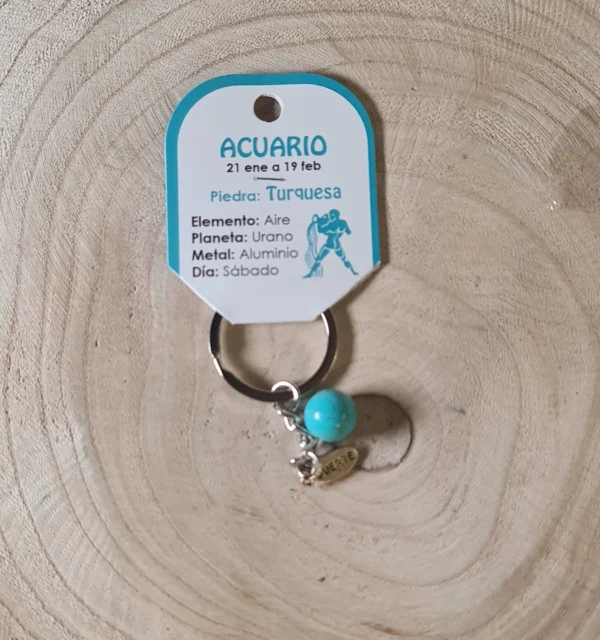 ACUARIO
21 ene a 19 feb
Piedra: Turquesa
Elemento: Aire
Planeta: Urano
Metal: Aluminio
Día: Sábado